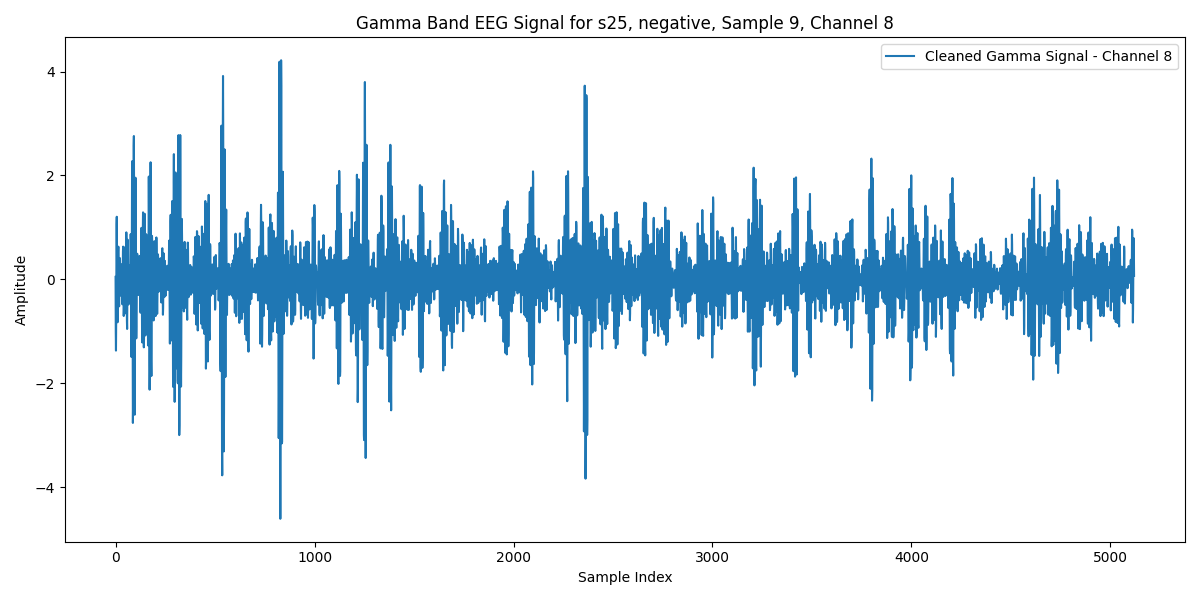 Gamma Band EEG Signal for s25, negative, Sample 9, Channel 8
Cleaned Gamma Signal - Channel 8
Amplitude
4
2
0
−2
−4
0 1000 2000 3000 4000 5000
Sample Index